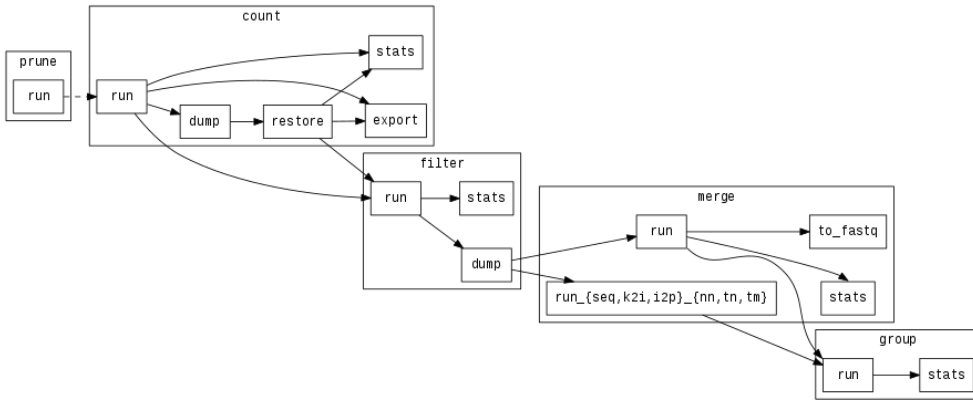 prune
run
count
run
stats
dump
restore
export
filter
run
stats
dump
merge
run
to_fastq
run_{seq,k2i,i2p}_{nn,tn,tm}
stats
group
run
stats